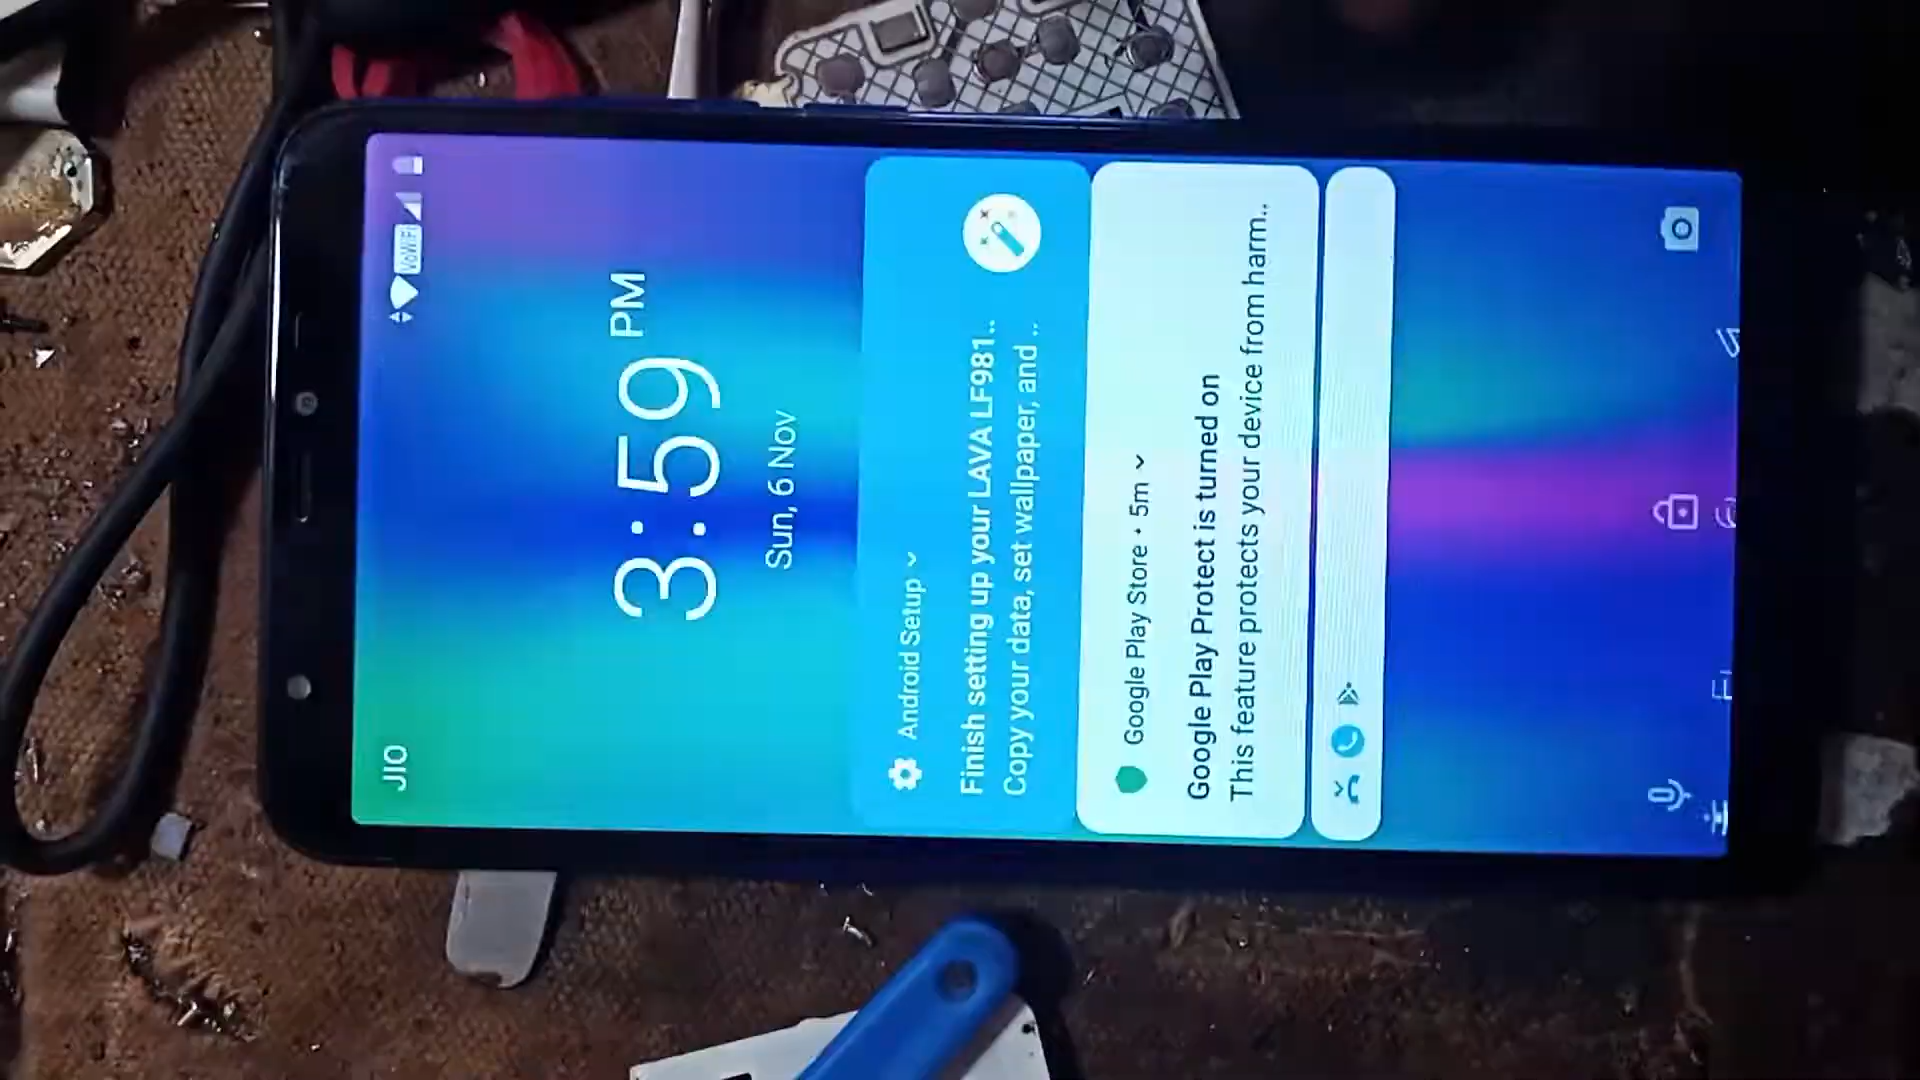 JIO
VoWiFi
3:59 PM
Sun, 6 Nov
Android Setup
Finish setting up your LAVA LF981..
Copy your data, set wallpaper, and ..
Google Play Store • 5m
Google Play Protect is turned on
This feature protects your device from harm..